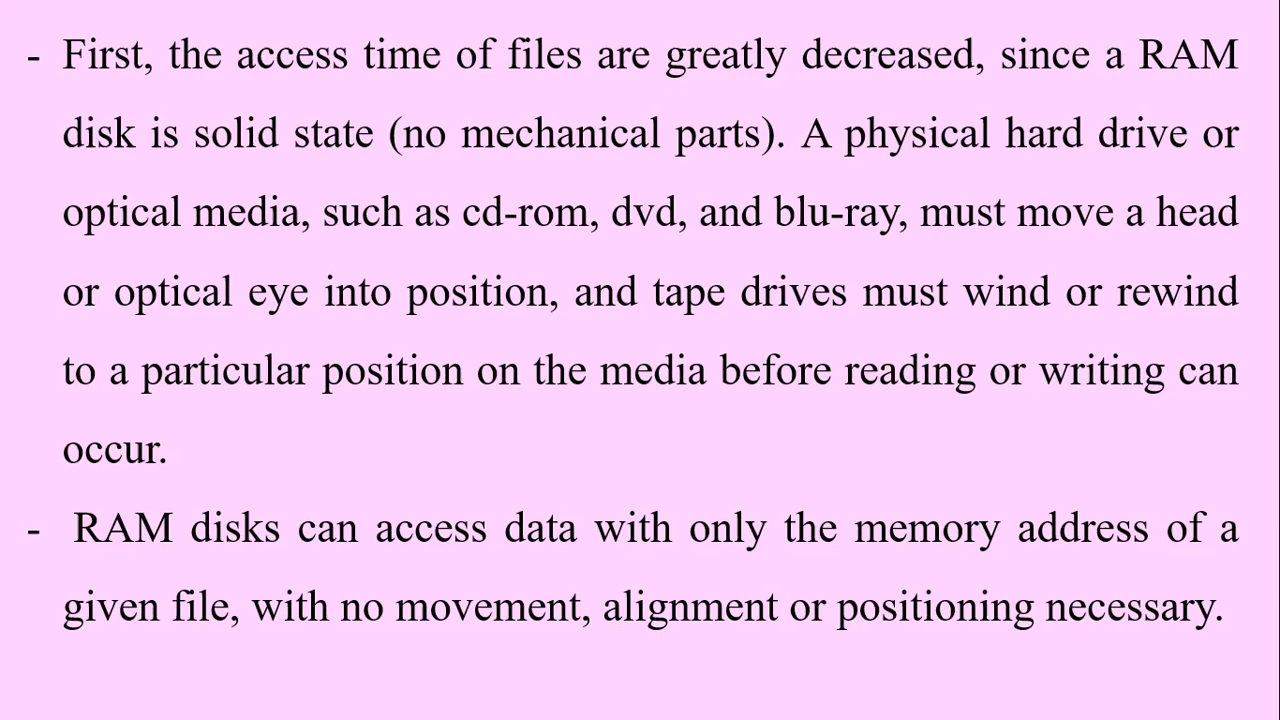 - First, the access time of files are greatly decreased, since a RAM
disk is solid state (no mechanical parts). A physical hard drive or
optical media, such as cd-rom, dvd, and blu-ray, must move a head
or optical eye into position, and tape drives must wind or rewind
to a particular position on the media before reading or writing can
occur.
- RAM disks can access data with only the memory address of a
given file, with no movement, alignment or positioning necessary.